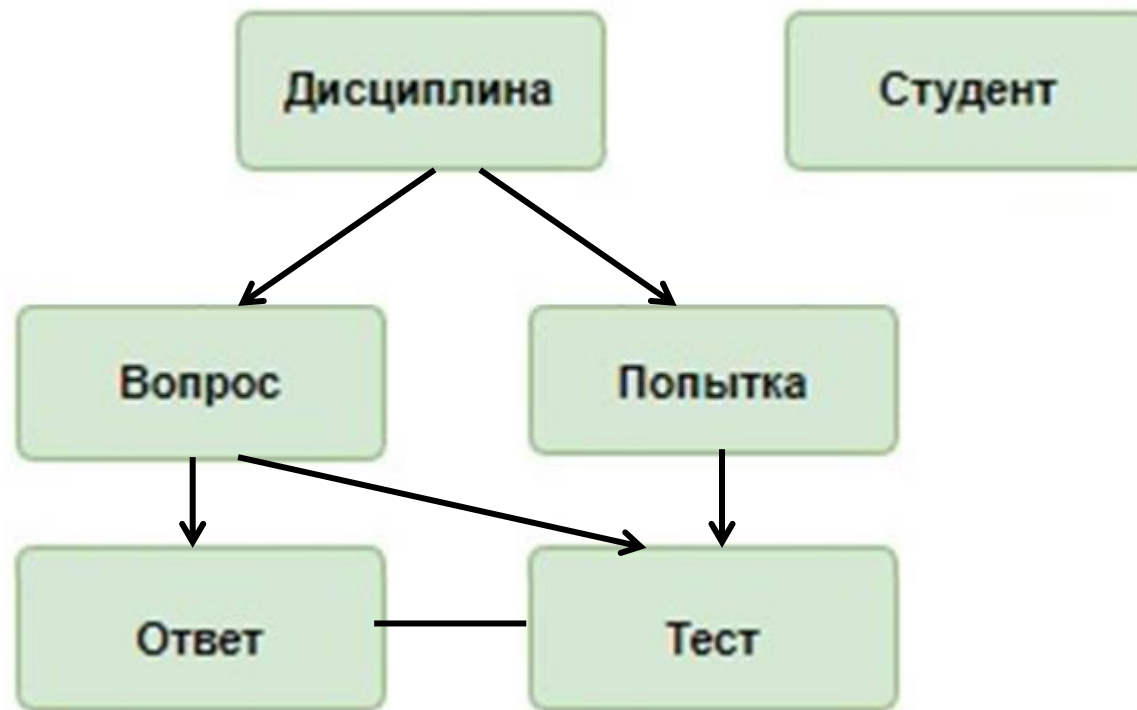 Дисциплина
Студент
Вопрос
Попытка
Ответ
Тест